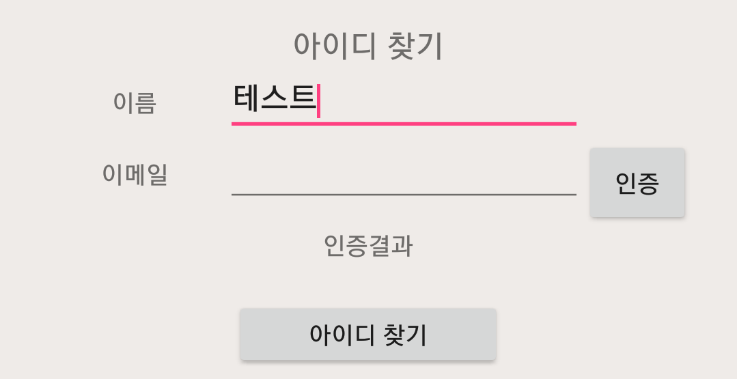 아이디 찾기
이름 테스트
이메일
인증
인증결과
아이디 찾기